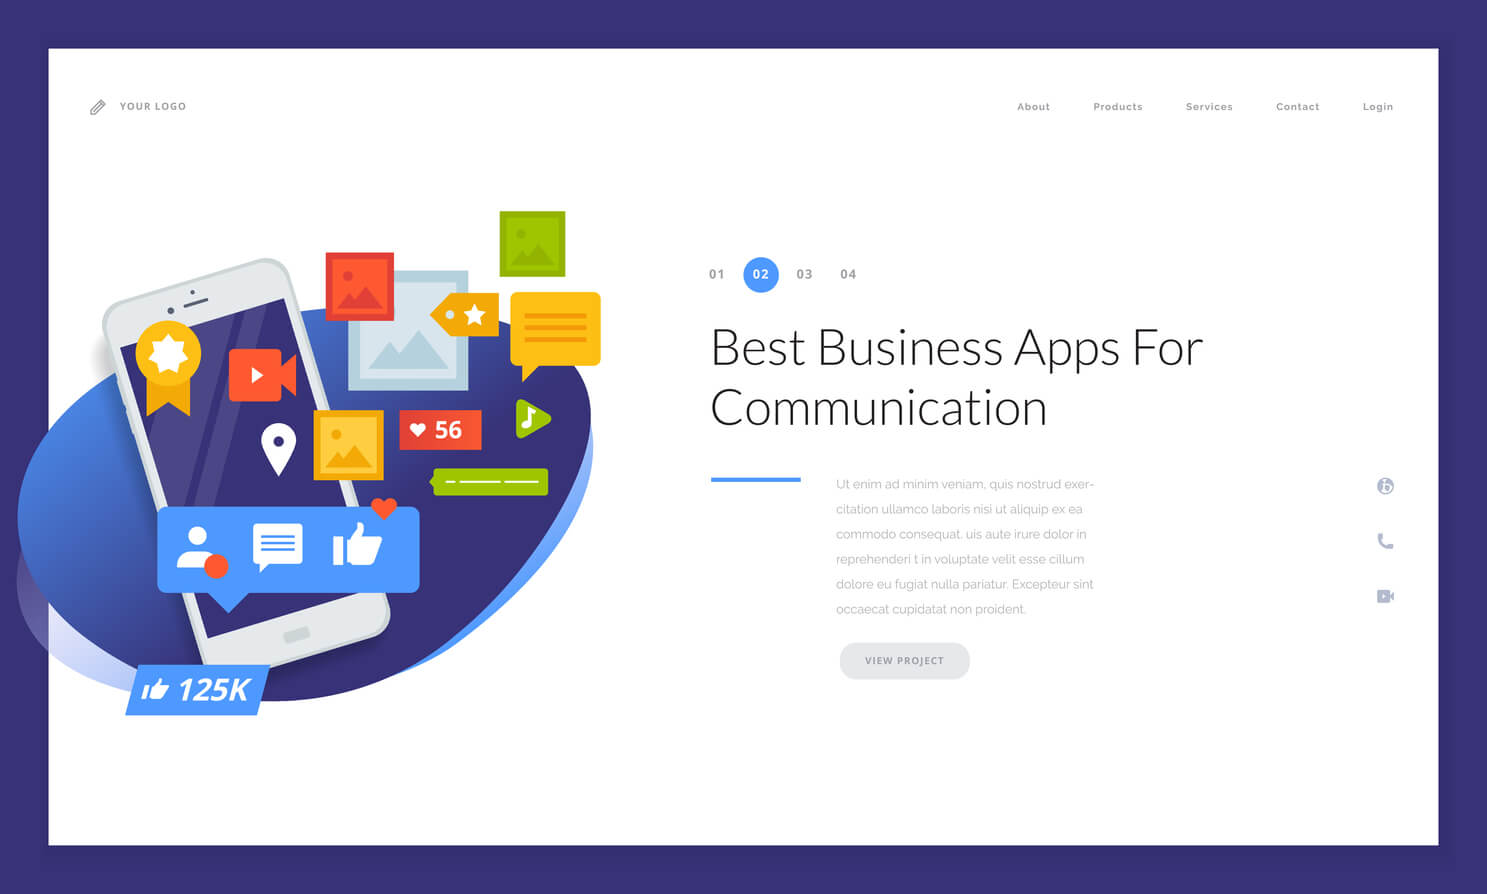 YOUR LOGO
About Products Services Contact Login
01 02 03 04
Best Business Apps For
Communication
Ut enim ad minim veniam, quis nostrud exer-
citation ullamco laboris nisi ut aliquip ex ea
commodo consequat. uis aute irure dolor in
reprehenderi t in voluptate velit esse cillum
dolore eu fugiat nulla pariatur. Excepteur sint
occaecat cupidatat non proident.
VIEW PROJECT
56
125K